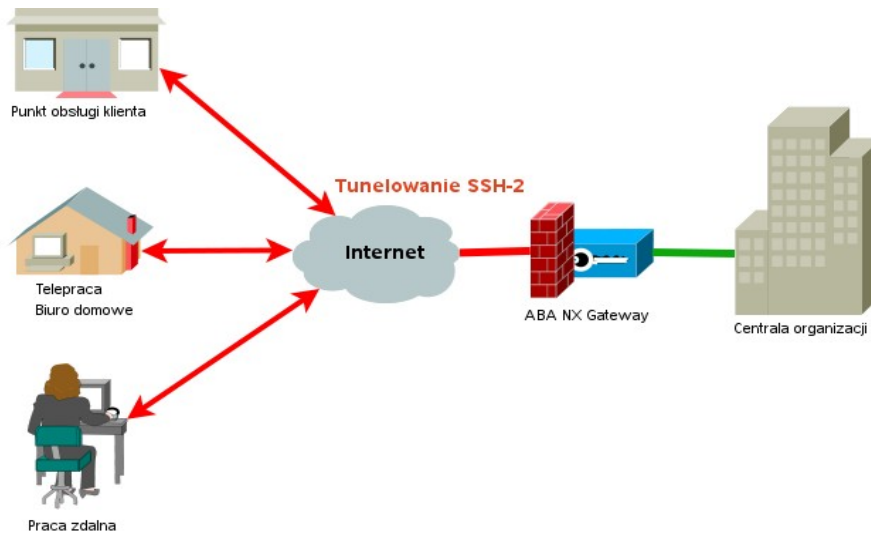 Punkt obsługi klienta
Tunelowanie SSH-2
Internet
Telepraca
Biuro domowe
ABA NX Gateway
Centrala organizacji
Praca zdalna